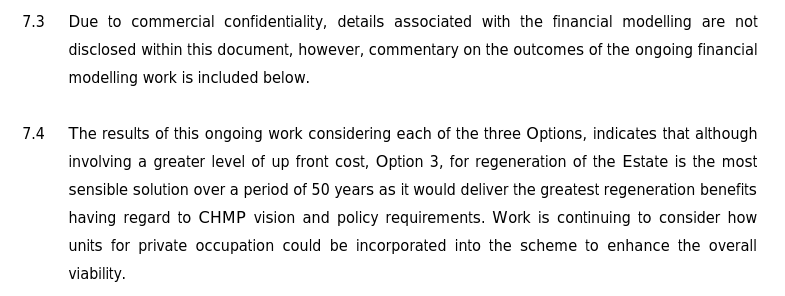 7.3 Due to commercial confidentiality, details associated with the financial modelling are not
disclosed within this document, however, commentary on the outcomes of the ongoing financial
modelling work is included below.
7.4 The results of this ongoing work considering each of the three Options, indicates that although
involving a greater level of up front cost, Option 3, for regeneration of the Estate is the most
sensible solution over a period of 50 years as it would deliver the greatest regeneration benefits
having regard to CHMP vision and policy requirements. Work is continuing to consider how
units for private occupation could be incorporated into the scheme to enhance the overall
viability.